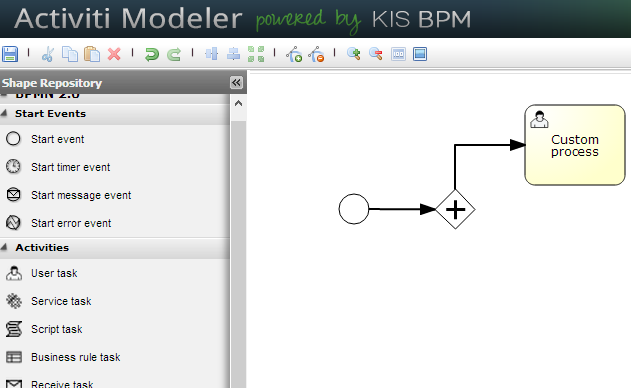 Activiti Modeler powered by KIS BPM
Shape Repository
BPMN 2.0
Start Events
Start event
Start timer event
Start message event
Start error event
Activities
User task
Service task
Script task
Business rule task
Receive task
Custom
process